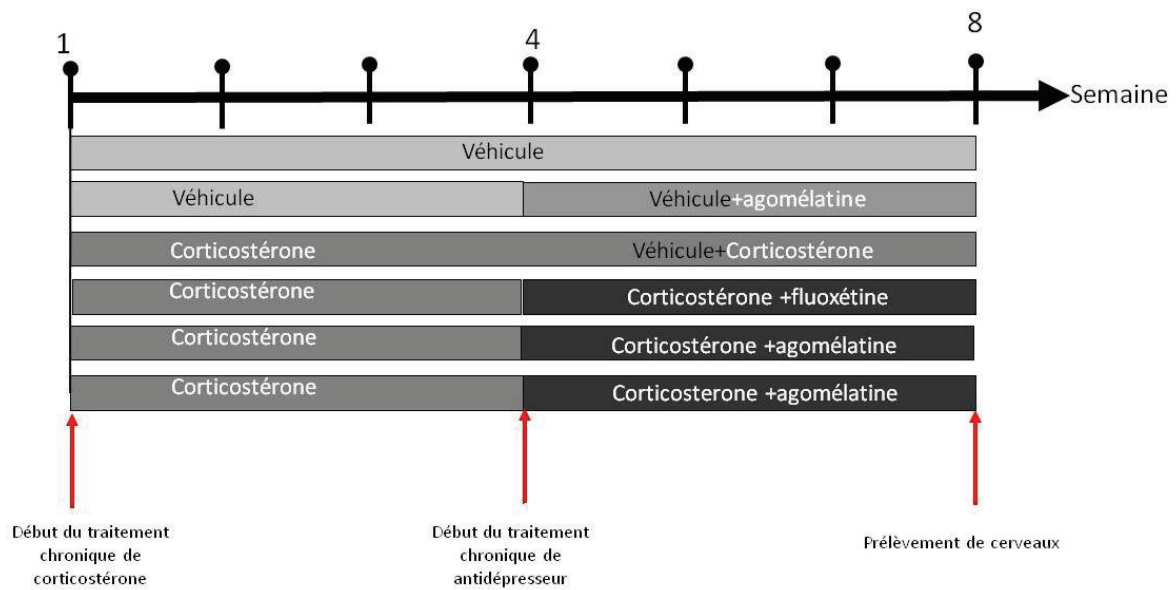 1
4
8
Semaine
Véhicule
Véhicule
Véhicule+agomélatine
Corticostérone
Véhicule+Corticostérone
Corticostérone
Corticostérone +fluoxétine
Corticostérone
Corticostérone +agomélatine
Corticostérone
Corticosterone +agomélatine
Début du traitement
chronique de
corticostérone
Début du traitement
chronique de
antidépresseur
Prélèvement de cerveaux